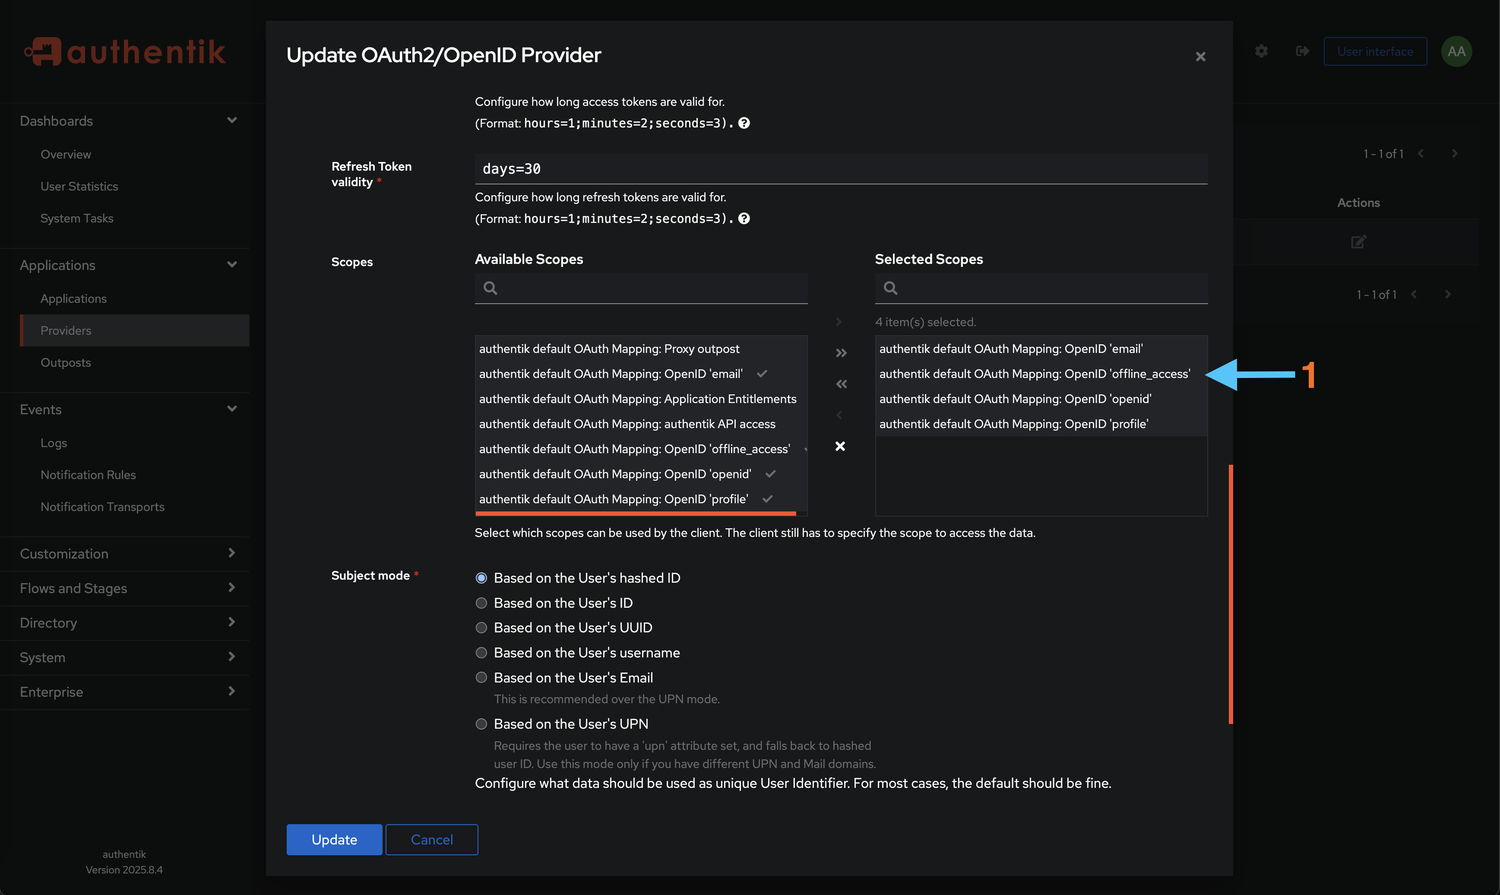 authentik
Update OAuth2/OpenID Provider
User interface
AA
Dashboards
Overview
User Statistics
System Tasks
Applications
Applications
Providers
Outposts
Events
Logs
Notification Rules
Notification Transports
Customization
Flows and Stages
Directory
System
Enterprise
authentik
Version 2025.8.4
Configure how long access tokens are valid for.
(Format: hours=1;minutes=2;seconds=3).
Refresh Token
validity *
days=30
Configure how long refresh tokens are valid for.
(Format: hours=1;minutes=2;seconds=3).
Scopes
Available Scopes
authentik default OAuth Mapping: Proxy outpost
authentik default OAuth Mapping: OpenID 'email'
authentik default OAuth Mapping: Application Entitlements
authentik default OAuth Mapping: authentik API access
authentik default OAuth Mapping: OpenID 'offline_access'
authentik default OAuth Mapping: OpenID 'openid'
authentik default OAuth Mapping: OpenID 'profile'
Selected Scopes
4 item(s) selected.
authentik default OAuth Mapping: OpenID 'email'
authentik default OAuth Mapping: OpenID 'offline_access'
authentik default OAuth Mapping: OpenID 'openid'
authentik default OAuth Mapping: OpenID 'profile'
1
Select which scopes can be used by the client. The client still has to specify the scope to access the data.
Subject mode *
Based on the User's hashed ID
Based on the User's ID
Based on the User's UUID
Based on the User's username
Based on the User's Email
This is recommended over the UPN mode.
Based on the User's UPN
Requires the user to have a 'upn' attribute set, and falls back to hashed
user ID. Use this mode only if you have different UPN and Mail domains.
Configure what data should be used as unique User Identifier. For most cases, the default should be fine.
Update
Cancel
1 - 1 of 1
Actions
1 - 1 of 1